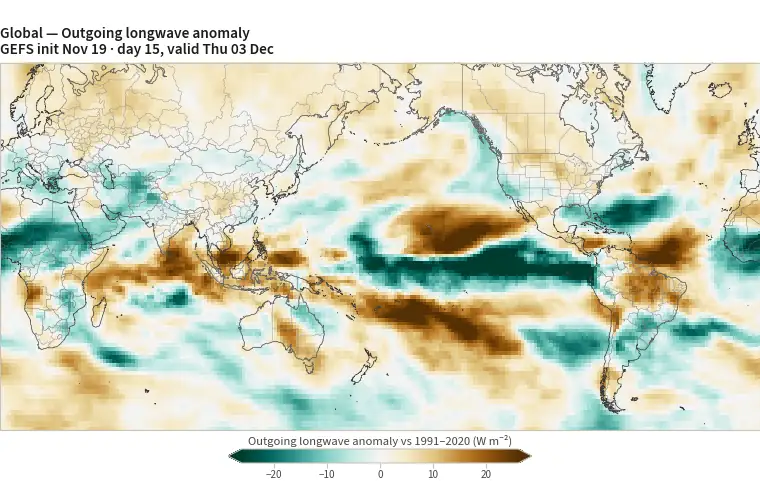 Global — Outgoing longwave anomaly
GEFS init Nov 19 · day 15, valid Thu 03 Dec
Outgoing longwave anomaly vs 1991–2020 (W m⁻²)
−20 −10 0 10 20